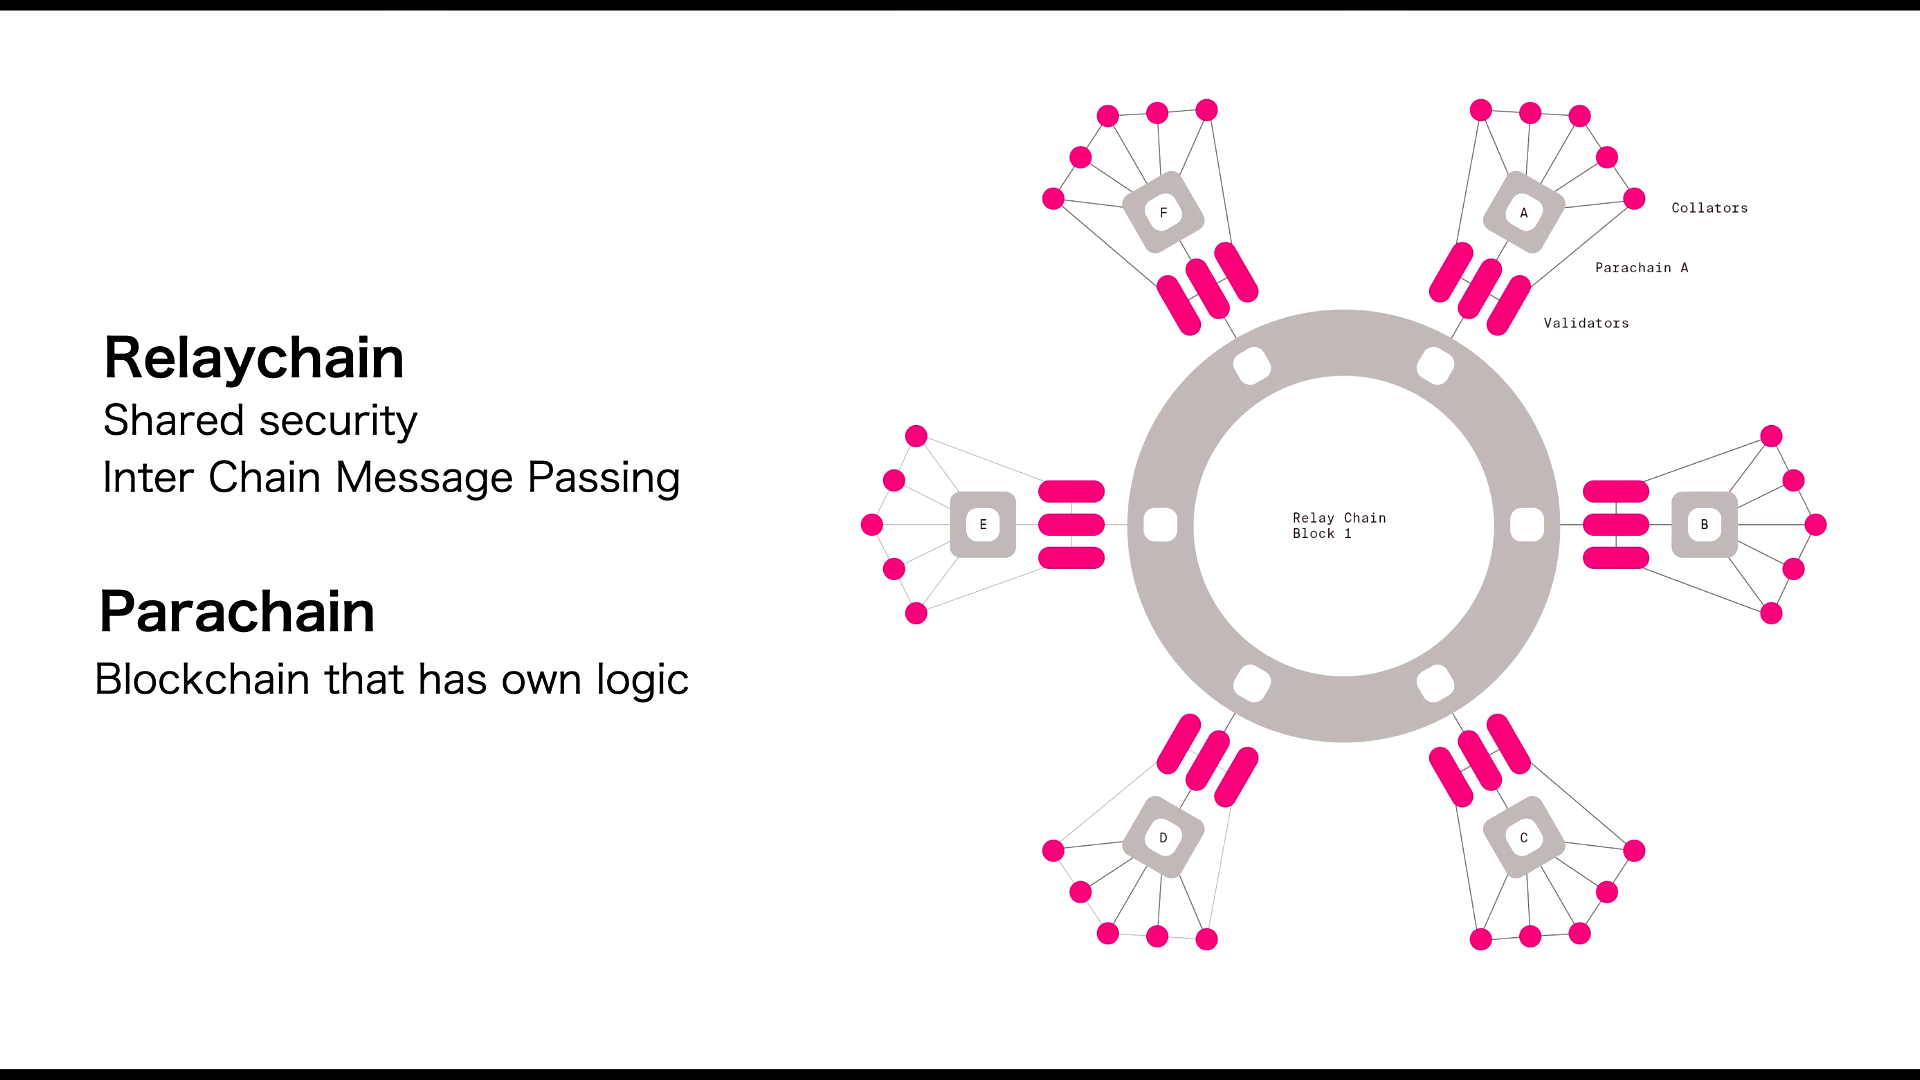 Relaychain
Shared security
Inter Chain Message Passing
Parachain
Blockchain that has own logic
F
A
Collators
Parachain A
Validators
E
Relay Chain
Block 1
B
D
C